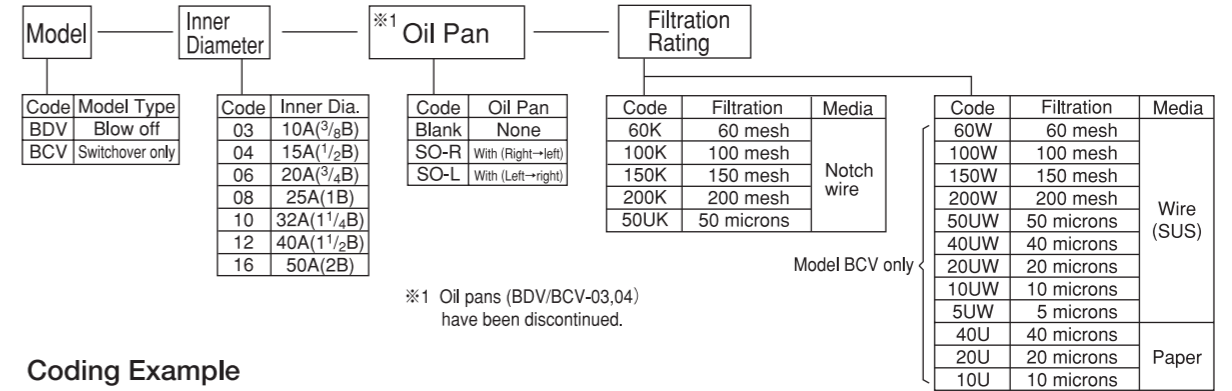 Model
Inner
Diameter
※1 Oil Pan
Filtration
Rating
Code Model Type
BDV Blow off
BCV Switchover only
Code Inner Dia.
03 10A(3/8B)
04 15A(1/2B)
06 20A(3/4B)
08 25A(1B)
10 32A(1 1/4B)
12 40A(1 1/2B)
16 50A(2B)
Code Oil Pan
Blank None
SO-R With (Right→left)
SO-L With (Left→right)
Code Filtration Media
60K 60 mesh
100K 100 mesh
150K 150 mesh
200K 200 mesh
50UK 50 microns
Notch
wire
Model BCV only
Code Filtration Media
60W 60 mesh
100W 100 mesh
150W 150 mesh
200W 200 mesh
50UW 50 microns
40UW 40 microns
20UW 20 microns
10UW 10 microns
5UW 5 microns
Wire
(SUS)
40U 40 microns
20U 20 microns
10U 10 microns
Paper
※1 Oil pans (BDV/BCV-03,04)
have been discontinued.
Coding Example